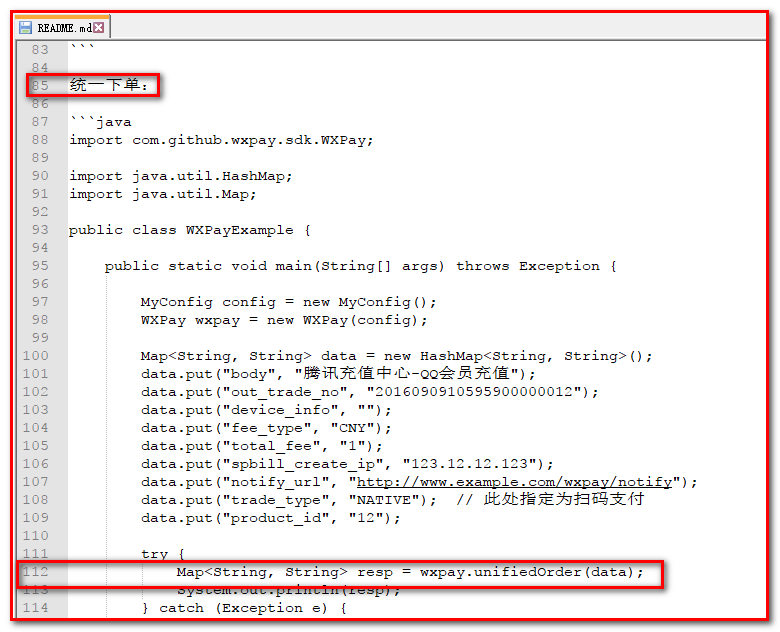 README.md
83 ```
84
85 统一下单：
86
87 ```java
88 import com.github.wxpay.sdk.WXPay;
89
90 import java.util.HashMap;
91 import java.util.Map;
92
93 public class WXPayExample {
94
95 public static void main(String[] args) throws Exception {
96
97 MyConfig config = new MyConfig();
98 WXPay wxpay = new WXPay(config);
99
100 Map<String, String> data = new HashMap<String, String>();
101 data.put("body", "腾讯充值中心-QQ会员充值");
102 data.put("out_trade_no", "2016090910595900000012");
103 data.put("device_info", "");
104 data.put("fee_type", "CNY");
105 data.put("total_fee", "1");
106 data.put("spbill_create_ip", "123.12.12.123");
107 data.put("notify_url", "http://www.example.com/wxpay/notify");
108 data.put("trade_type", "NATIVE"); // 此处指定为扫码支付
109 data.put("product_id", "12");
110
111 try {
112 Map<String, String> resp = wxpay.unifiedOrder(data);
113 System.out.println(resp);
114 } catch (Exception e) {